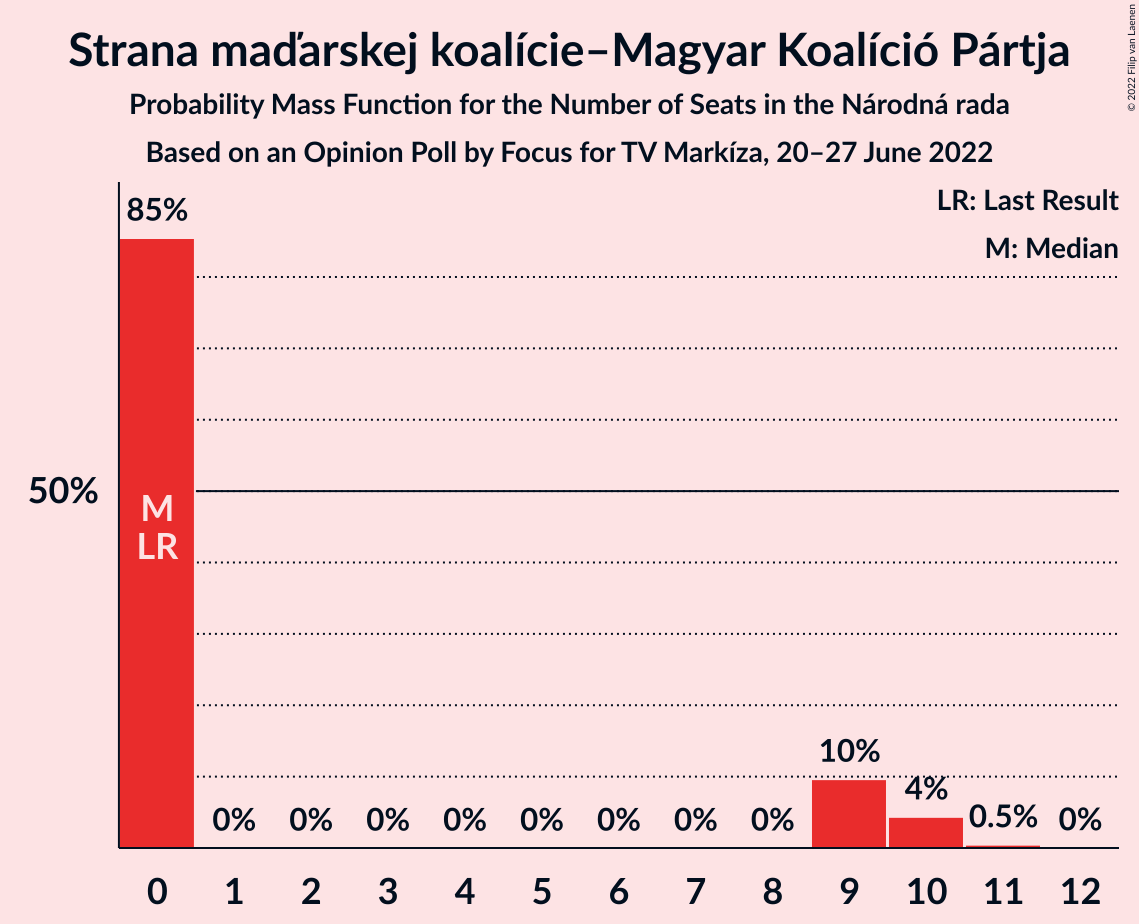 Strana maďarskej koalície–Magyar Koalíció Pártja
Probability Mass Function for the Number of Seats in the Národná rada
Based on an Opinion Poll by Focus for TV Markíza, 20–27 June 2022
© 2022 Filip van Laenen
LR: Last Result
M: Median
85%
50%
M
LR
0% 0% 0% 0% 0% 0% 0% 0% 10% 4% 0.5% 0%
0 1 2 3 4 5 6 7 8 9 10 11 12